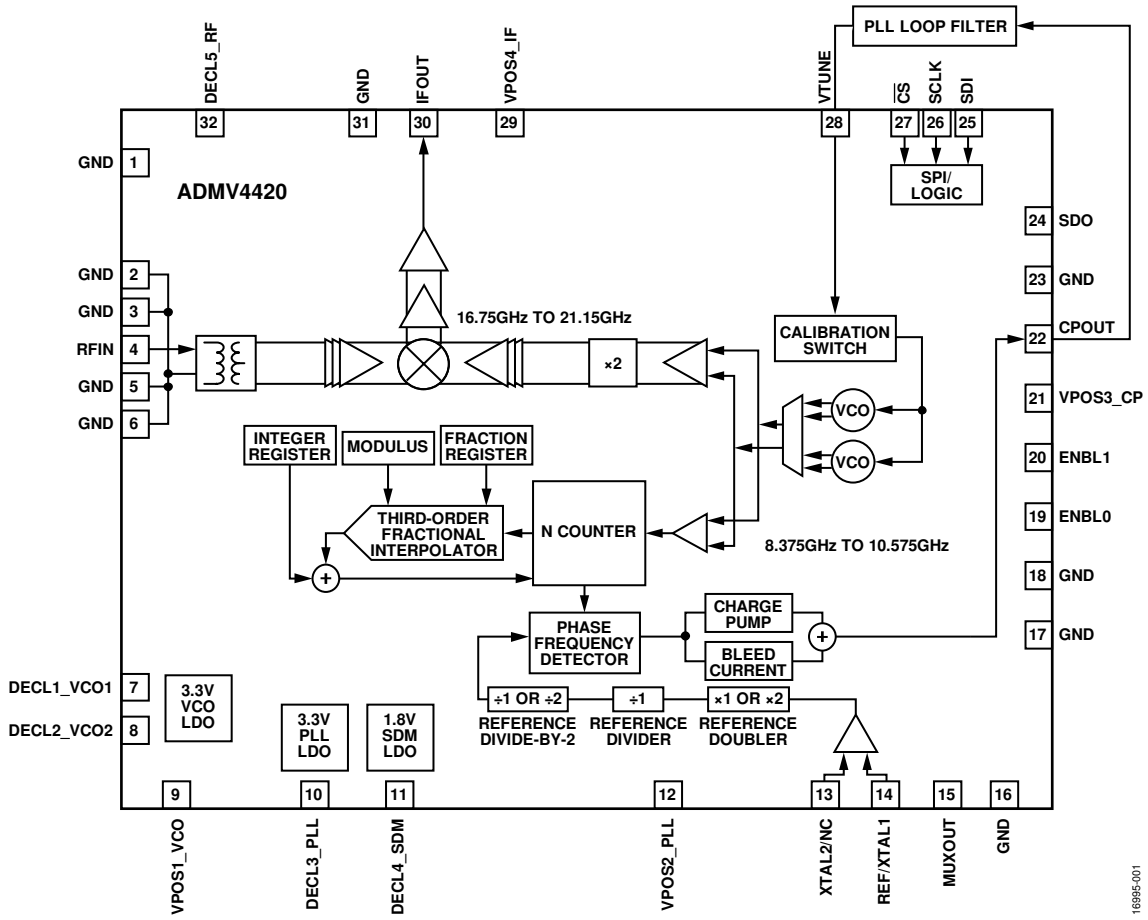 PLL LOOP FILTER
DECL5_RF
GND
IFOUT
VPOS4_IF
VTUNE
CS
SCLK
SDI
32
31
30
29
28
27
26
25
GND 1
ADMV4420
SPI/
LOGIC
24 SDO
GND 2
23 GND
GND 3
16.75GHz TO 21.15GHz
CALIBRATION
SWITCH
22 CPOUT
RFIN 4
×2
GND 5
21 VPOS3_CP
GND 6
VCO
VCO
INTEGER
REGISTER
MODULUS
FRACTION
REGISTER
20 ENBL1
THIRD-ORDER
FRACTIONAL
INTERPOLATOR
N COUNTER
19 ENBL0
8.375GHz TO 10.575GHz
+
18 GND
PHASE
FREQUENCY
DETECTOR
CHARGE
PUMP
+
BLEED
CURRENT
17 GND
DECL1_VCO1 7
DECL2_VCO2 8
3.3V
VCO
LDO
3.3V
PLL
LDO
1.8V
SDM
LDO
÷1 OR ÷2
REFERENCE
DIVIDE-BY-2
÷1
REFERENCE
DIVIDER
×1 OR ×2
REFERENCE
DOUBLER
9
10
11
12
13
14
15
16
VPOS1_VCO
DECL3_PLL
DECL4_SDM
VPOS2_PLL
XTAL2/NC
REF/XTAL1
MUXOUT
GND
16995-001